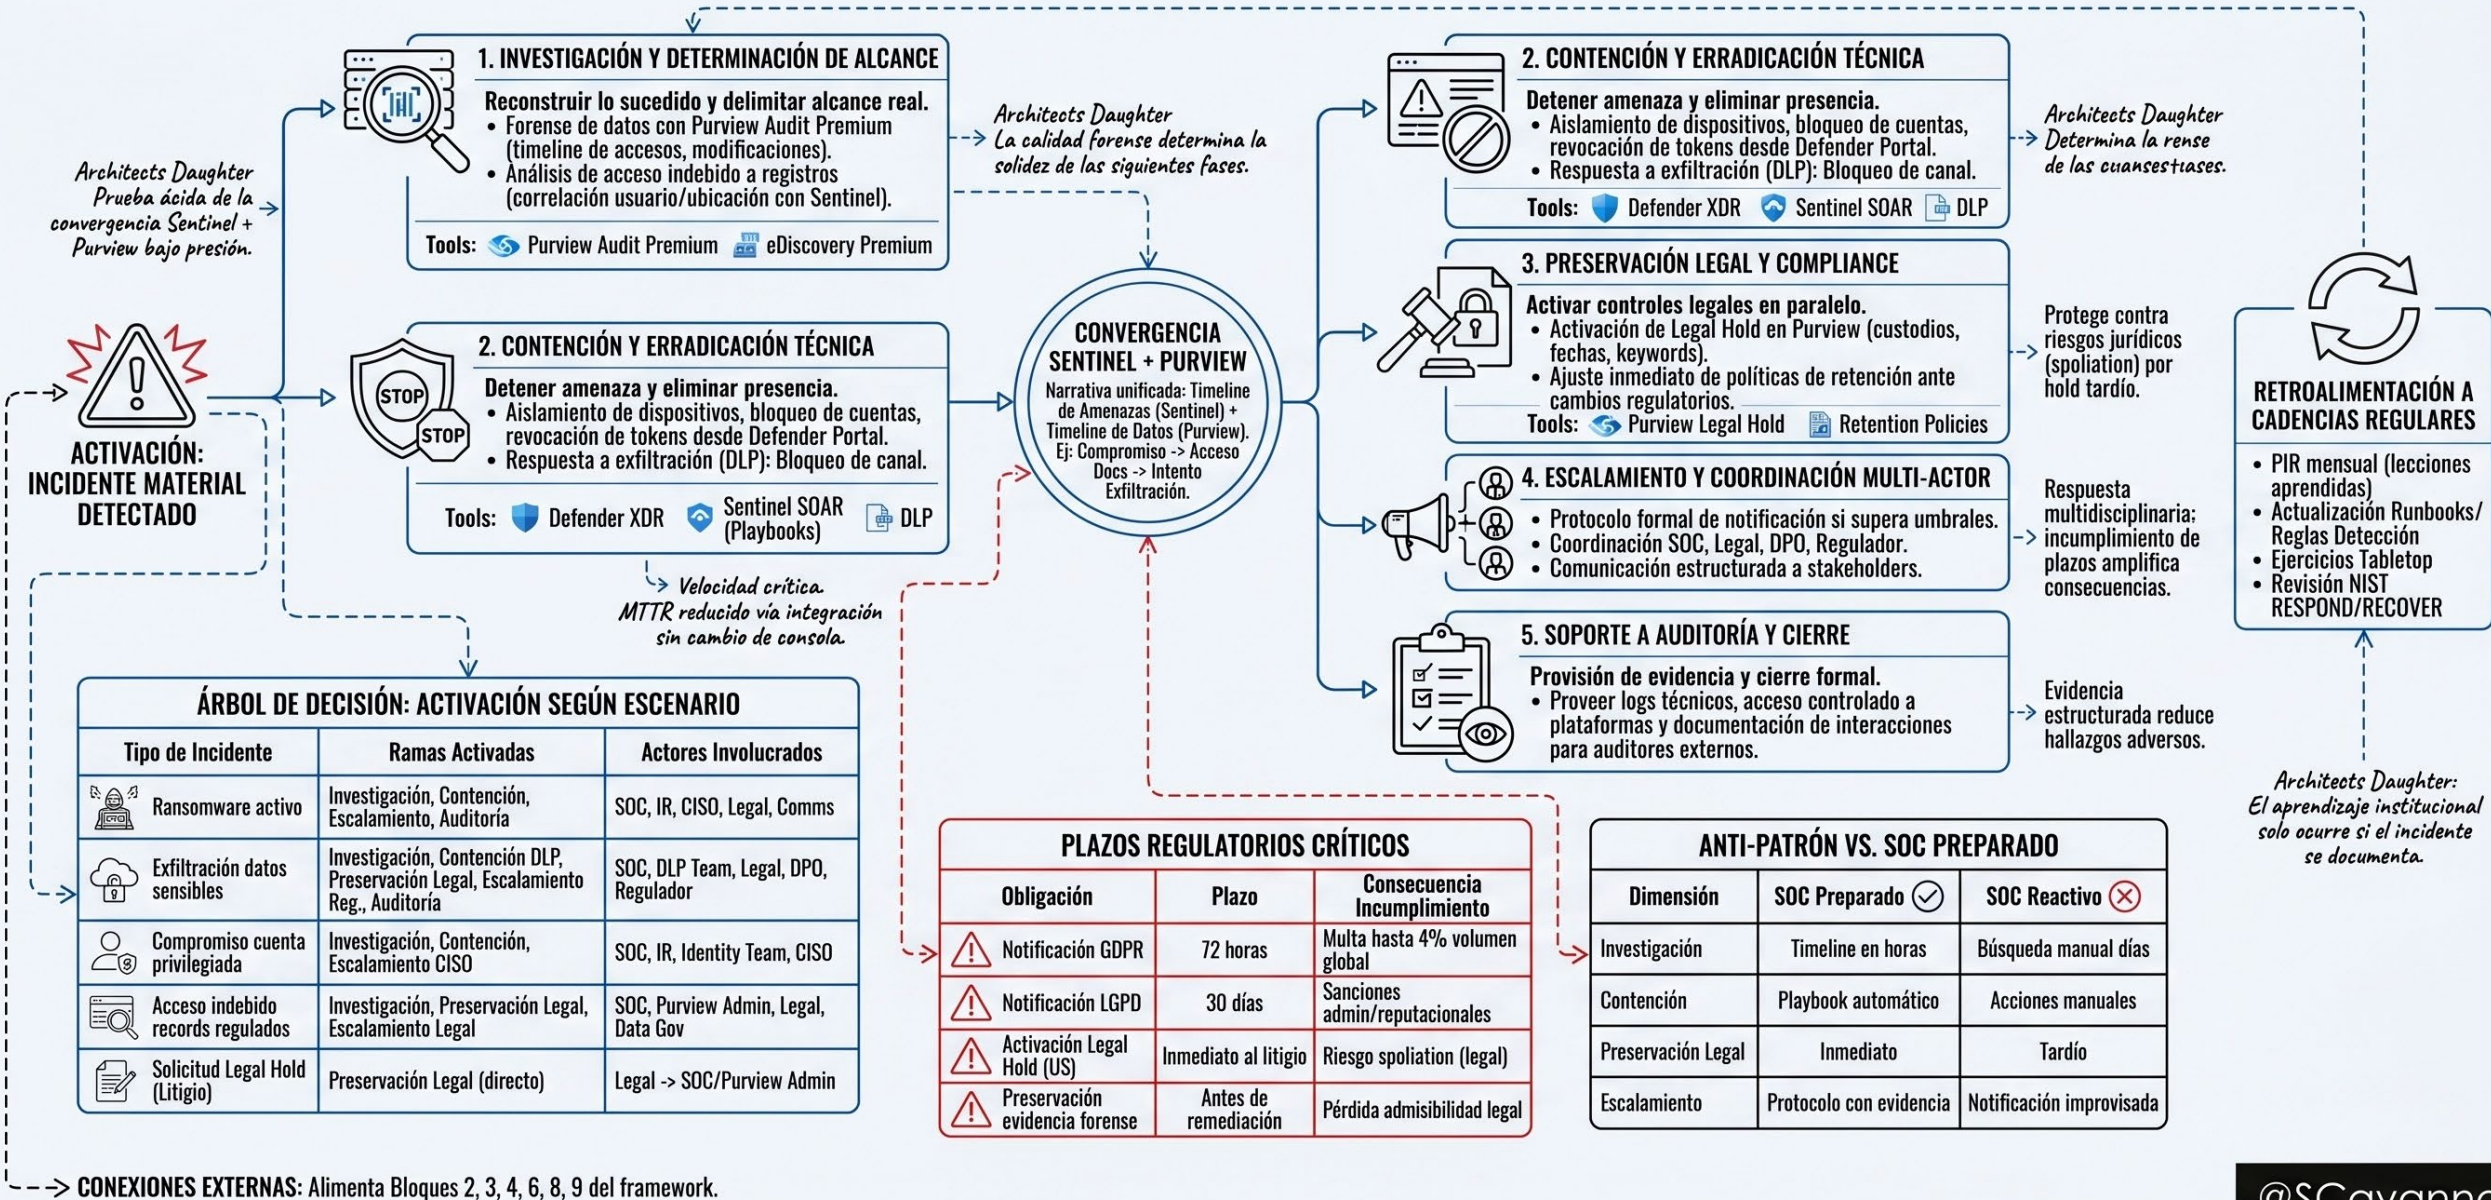 1. INVESTIGACIÓN Y DETERMINACIÓN DE ALCANCE
Reconstruir lo sucedido y delimitar alcance real.
• Forense de datos con Purview Audit Premium
(timeline de accesos, modificaciones).
• Análisis de acceso indebido a registros
(correlación usuario/ubicación con Sentinel).
Tools: Purview Audit Premium eDiscovery Premium
Architects Daughter
Prueba ácida de la
convergencia Sentinel +
Purview bajo presión.
Architects Daughter
La calidad forense determina la
solidez de las siguientes fases.
ACTIVACIÓN:
INCIDENTE MATERIAL
DETECTADO
2. CONTENCIÓN Y ERRADICACIÓN TÉCNICA
STOP
STOP
Detener amenaza y eliminar presencia.
• Aislamiento de dispositivos, bloqueo de cuentas,
revocación de tokens desde Defender Portal.
• Respuesta a exfiltración (DLP): Bloqueo de canal.
Tools: Defender XDR Sentinel SOAR
(Playbooks) DLP
Velocidad crítica.
MTTR reducido vía integración
sin cambio de consola.
CONVERGENCIA
SENTINEL + PURVIEW
Narrativa unificada: Timeline
de Amenazas (Sentinel) +
Timeline de Datos (Purview).
Ej: Compromiso -> Acceso
Docs -> Intento
Exfiltración.
2. CONTENCIÓN Y ERRADICACIÓN TÉCNICA
Detener amenaza y eliminar presencia.
• Aislamiento de dispositivos, bloqueo de cuentas,
revocación de tokens desde Defender Portal.
• Respuesta a exfiltración (DLP): Bloqueo de canal.
Tools: Defender XDR Sentinel SOAR DLP
Architects Daughter
Determina la rense
de las cuansestıases.
3. PRESERVACIÓN LEGAL Y COMPLIANCE
Activar controles legales en paralelo.
• Activación de Legal Hold en Purview (custodios,
fechas, keywords).
• Ajuste inmediato de políticas de retención ante
cambios regulatorios.
Tools: Purview Legal Hold Retention Policies
Protege contra
riesgos jurídicos
(spoliation) por
hold tardío.
4. ESCALAMIENTO Y COORDINACIÓN MULTI-ACTOR
• Protocolo formal de notificación si supera umbrales.
• Coordinación SOC, Legal, DPO, Regulador.
• Comunicación estructurada a stakeholders.
Respuesta
multidisciplinaria;
incumplimiento de
plazos amplifica
consecuencias.
5. SOPORTE A AUDITORÍA Y CIERRE
Provisión de evidencia y cierre formal.
• Proveer logs técnicos, acceso controlado a
plataformas y documentación de interacciones
para auditores externos.
Evidencia
estructurada reduce
hallazgos adversos.
RETROALIMENTACIÓN A
CADENCIAS REGULARES
• PIR mensual (lecciones
aprendidas)
• Actualización Runbooks/
Reglas Detección
• Ejercicios Tabletop
• Revisión NIST
RESPOND/RECOVER
Architects Daughter:
El aprendizaje institucional
solo ocurre si el incidente
se documenta.
ÁRBOL DE DECISIÓN: ACTIVACIÓN SEGÚN ESCENARIO
Tipo de Incidente Ramas Activadas Actores Involucrados
Ransomware activo
Investigación, Contención,
Escalamiento, Auditoría
SOC, IR, CISO, Legal, Comms
Exfiltración datos
sensibles
Investigación, Contención DLP,
Preservación Legal, Escalamiento
Reg., Auditoría
SOC, DLP Team, Legal, DPO,
Regulador
Compromiso cuenta
privilegiada
Investigación, Contención,
Escalamiento CISO
SOC, IR, Identity Team, CISO
Acceso indebido
records regulados
Investigación, Preservación Legal,
Escalamiento Legal
SOC, Purview Admin, Legal,
Data Gov
Solicitud Legal Hold
(Litigio)
Preservación Legal (directo)
Legal -> SOC/Purview Admin
PLAZOS REGULATORIOS CRÍTICOS
Obligación Plazo Consecuencia
Incumplimiento
Notificación GDPR
72 horas
Multa hasta 4% volumen
global
Notificación LGPD
30 días
Sanciones
admin/reputacionales
Activación Legal
Hold (US)
Inmediato al litigio
Riesgo spoliation (legal)
Preservación
evidencia forense
Antes de
remediación
Pérdida admisibilidad legal
ANTI-PATRÓN VS. SOC PREPARADO
Dimensión SOC Preparado SOC Reactivo
Investigación Timeline en horas Búsqueda manual días
Contención Playbook automático Acciones manuales
Preservación Legal Inmediato Tardío
Escalamiento Protocolo con evidencia Notificación improvisada
CONEXIONES EXTERNAS: Alimenta Bloques 2, 3, 4, 6, 8, 9 del framework.